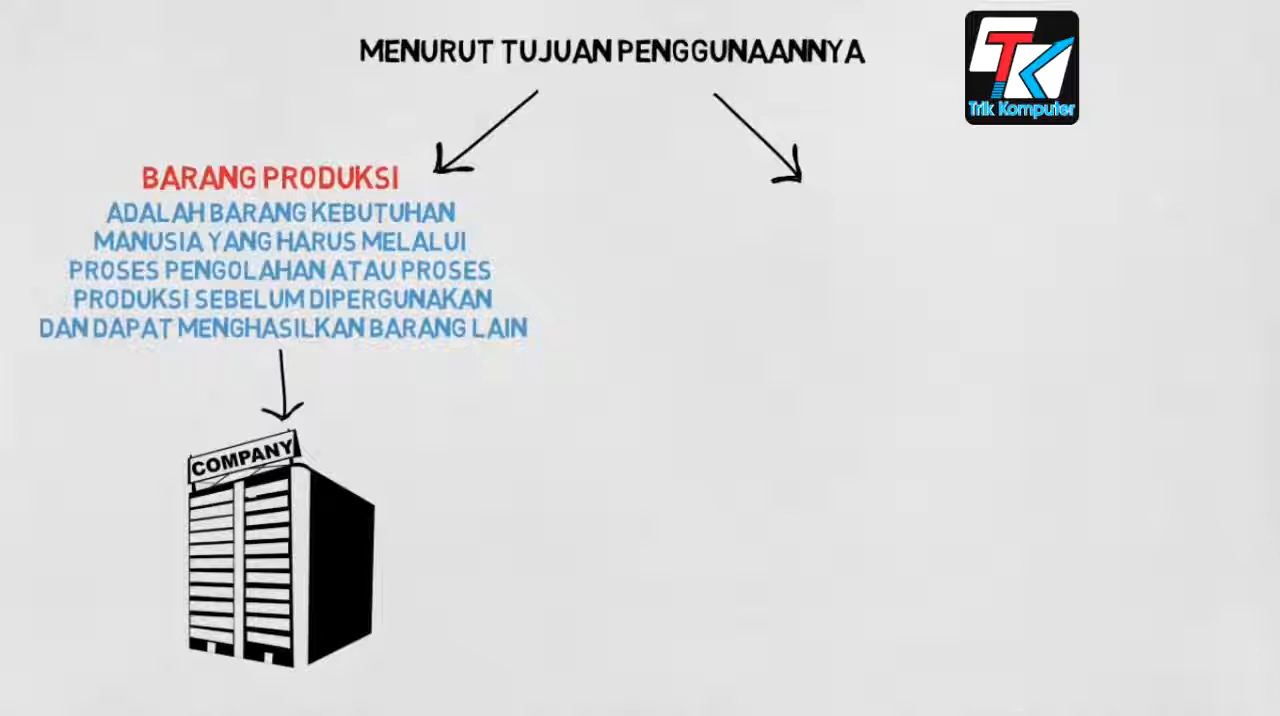 MENURUT TUJUAN PENGGUNAANNYA
TK
Trik Komputer
BARANG PRODUKSI
ADALAH BARANG KEBUTUHAN
MANUSIA YANG HARUS MELALUI
PROSES PENGOLAHAN ATAU PROSES
PRODUKSI SEBELUM DIPERGUNAKAN
DAN DAPAT MENGHASILKAN BARANG LAIN
COMPANY